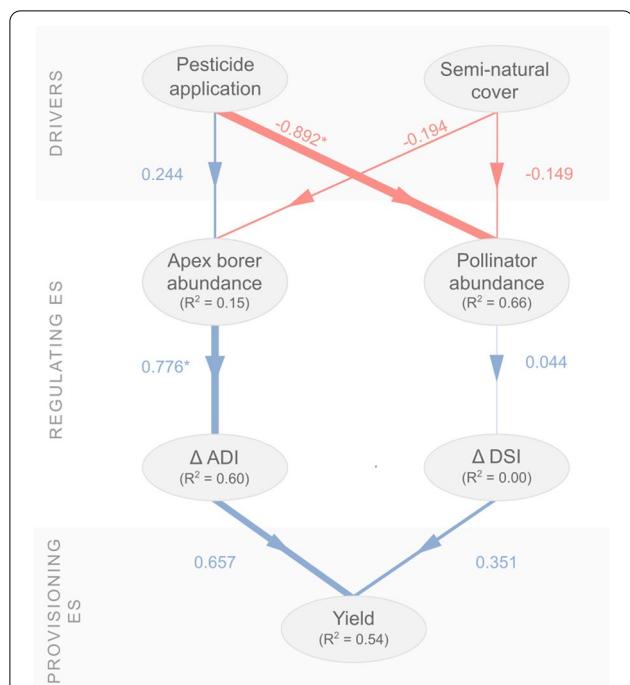 DRIVERS
Pesticide
application
Semi-natural
cover
-0.892*
-0.194
0.244
-0.149
REGULATING ES
Apex borer
abundance
(R² = 0.15)
Pollinator
abundance
(R² = 0.66)
0.776*
0.044
Δ ADI
(R² = 0.60)
Δ DSI
(R² = 0.00)
PROVISIONING
ES
0.657
0.351
Yield
(R² = 0.54)